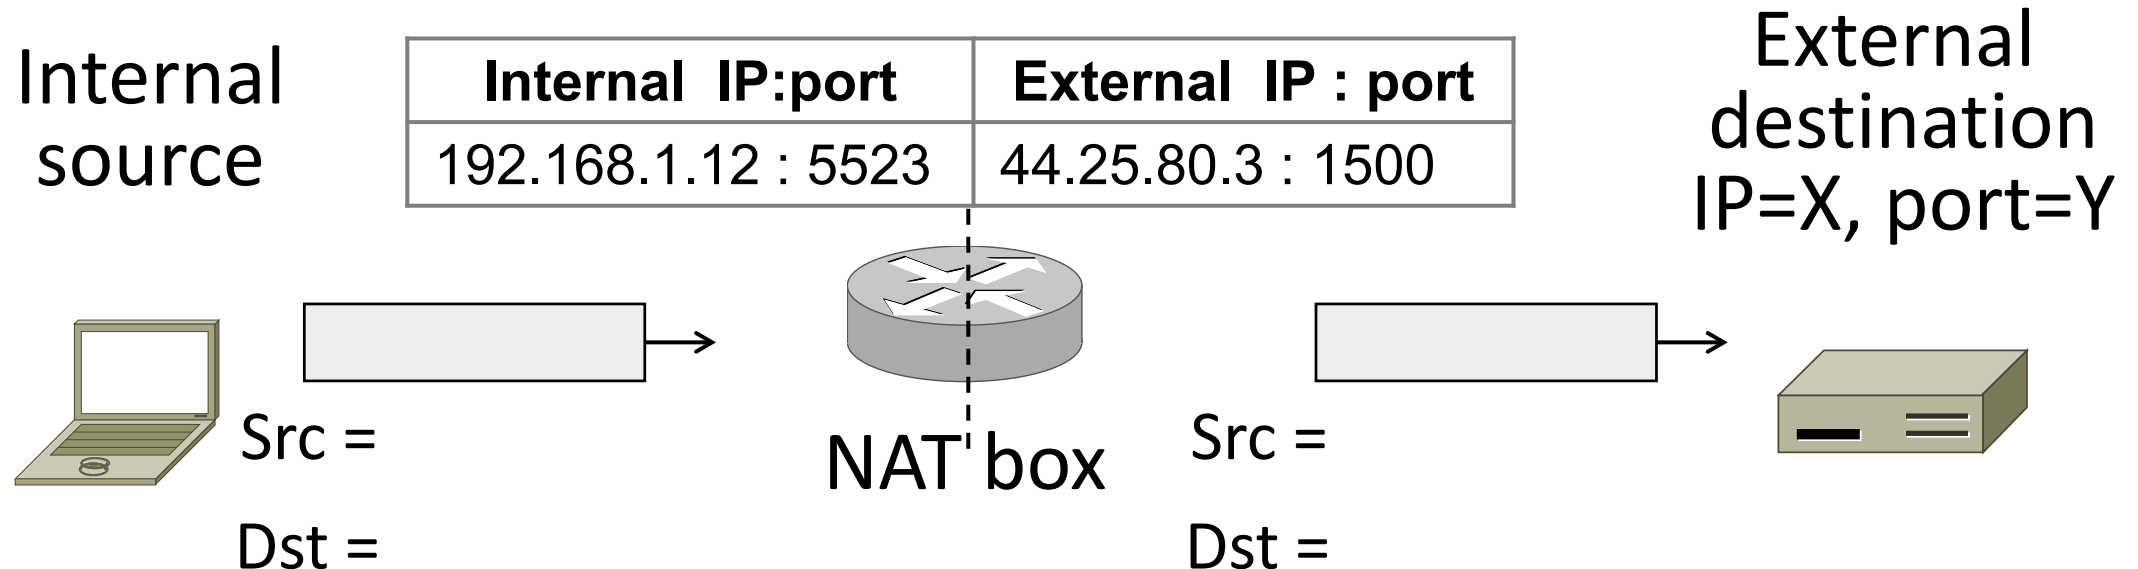 Internal
source
Internal IP:port External IP : port
192.168.1.12 : 5523 44.25.80.3 : 1500
External
destination
IP=X, port=Y
Src =
Dst =
NAT box
Src =
Dst =